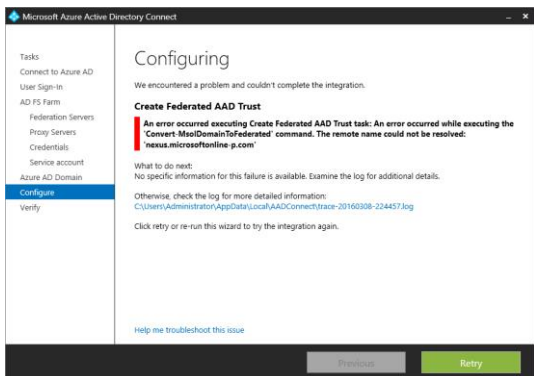 Microsoft Azure Active Directory Connect
Tasks
Connect to Azure AD
User Sign-In
AD FS Farm
Federation Servers
Proxy Servers
Credentials
Service account
Azure AD Domain
Configure
Verify
Configuring
We encountered a problem and couldn't complete the integration.
Create Federated AAD Trust
An error occurred executing Create Federated AAD Trust task: An error occurred while executing the
'Convert-MsolDomainToFederated' command. The remote name could not be resolved:
'nexus.microsoftonline-p.com'
What to do next:
No specific information for this failure is available. Examine the log for additional details.
Otherwise, check the log for more detailed information:
C:\Users\Administrator\AppData\Local\AADConnect\trace-20160308-224457.log
Click retry or re-run this wizard to try the integration again.
Help me troubleshoot this issue
Previous
Retry